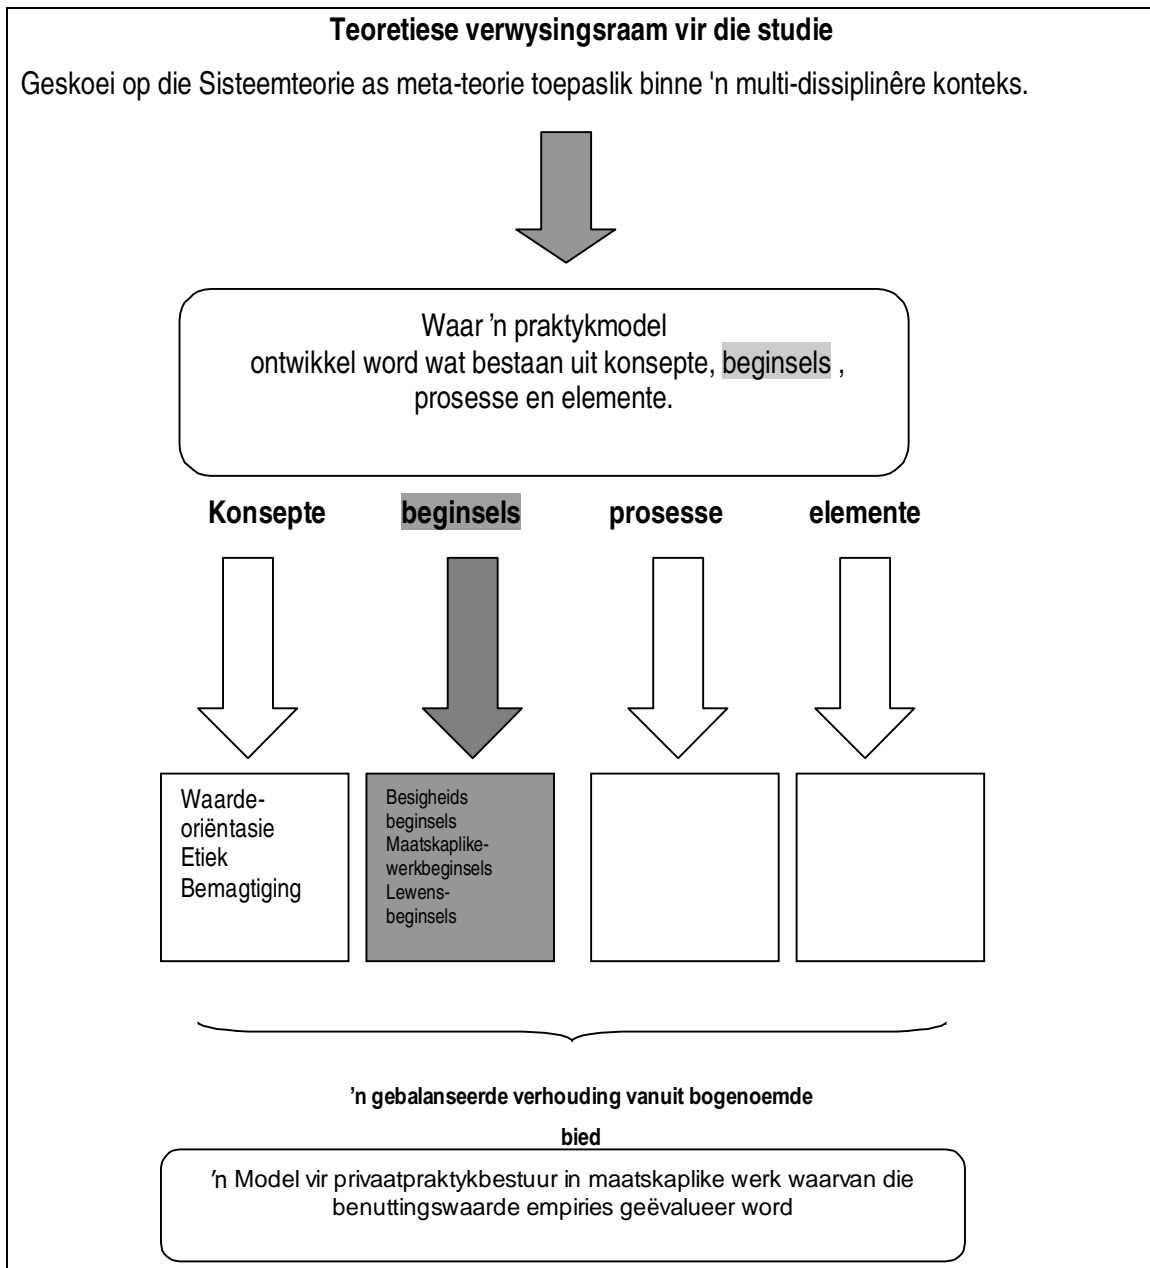 Teoretiese verwysingsraam vir die studie
Geskoei op die Sisteemteorie as meta-teorie toepaslik binne 'n multi-dissiplinêre konteks.
Waar ’n praktykmodel
ontwikkel word wat bestaan uit konsepte, beginsels ,
prosesse en elemente.
Konsepte beginsels prosesse elemente
Waarde-
oriëntasie
Etiek
Bemagtiging
Besigheids
beginsels
Maatskaplike-
werkbeginsels
Lewens-
beginsels
’n gebalanseerde verhouding vanuit bogenoemde
bied
’n Model vir privaatpraktykbestuur in maatskaplike werk waarvan die
benuttingswaarde empiries geëvalueer word